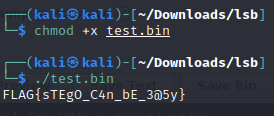 ┌──(kali㉿kali)-[~/Downloads/lsb]
└─$ chmod +x test.bin
┌──(kali㉿kali)-[~/Downloads/lsb]
└─$ ./test.bin
FLAG{sTEgO_C4n_bE_3@5y}